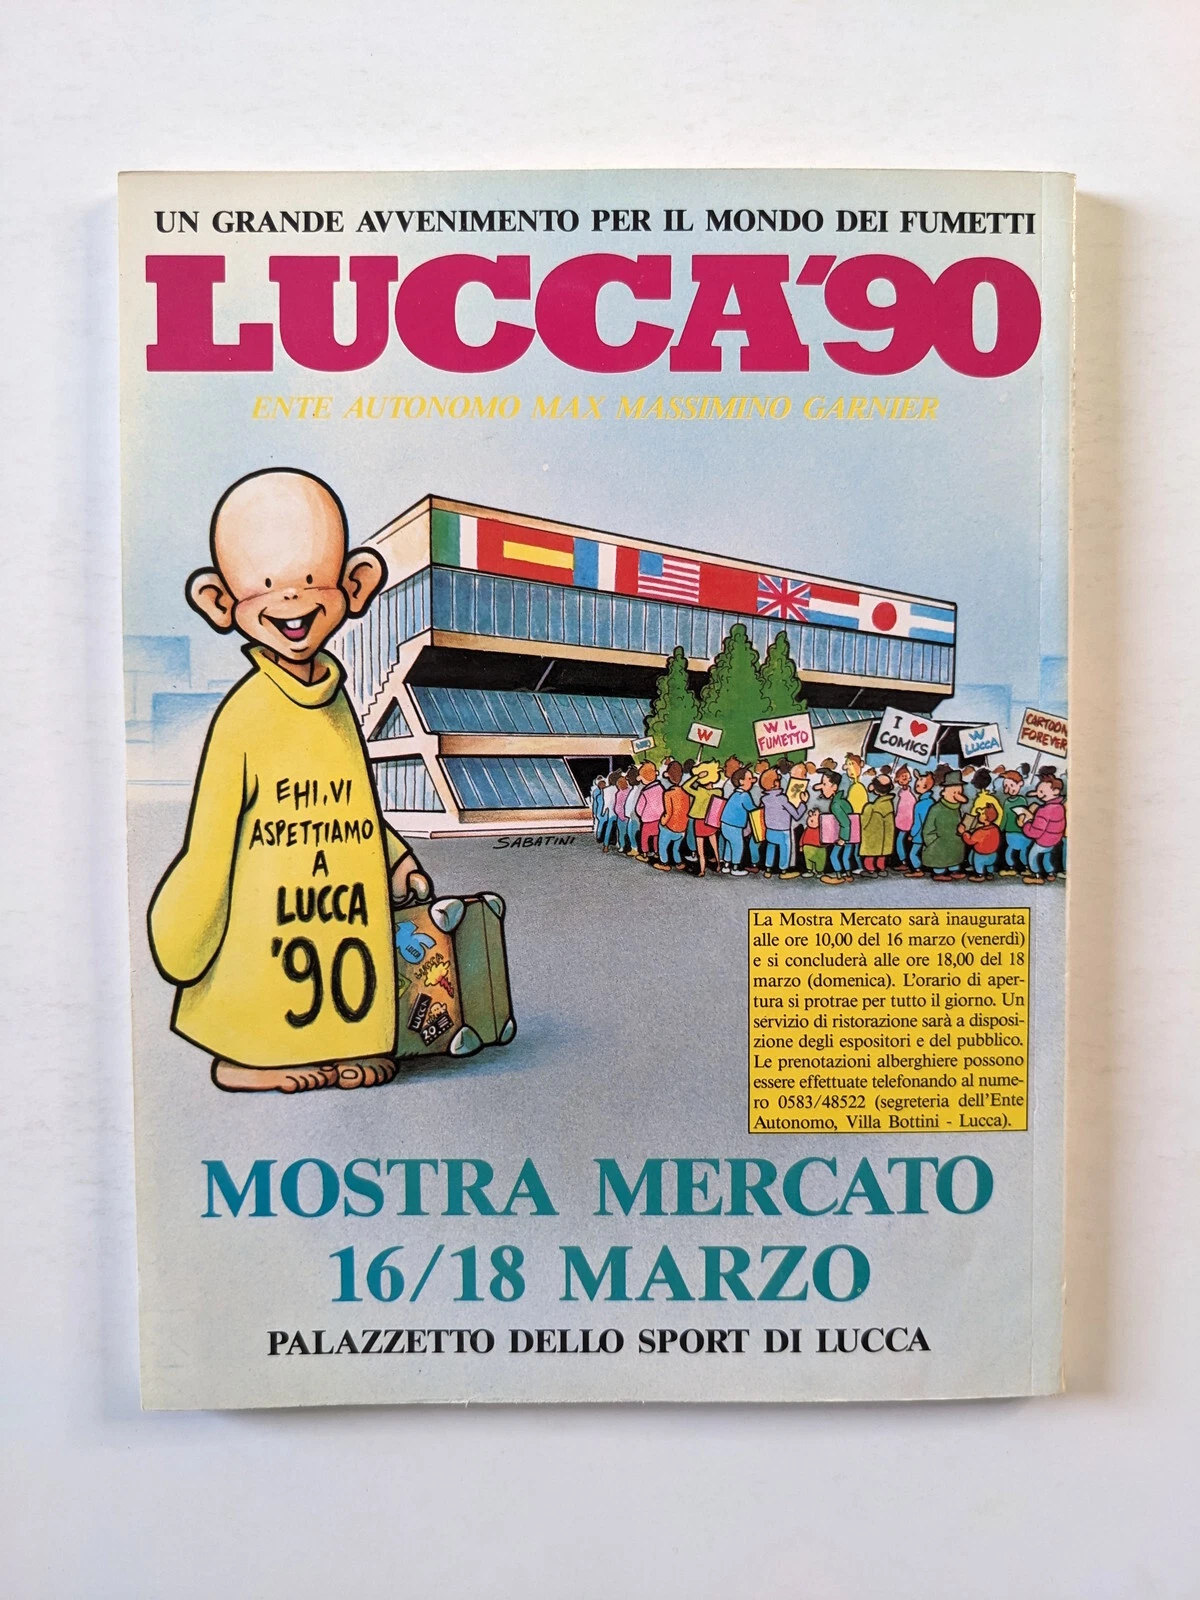 UN GRANDE AVVENIMENTO PER IL MONDO DEI FUMETTI
LUCCA'90
ENTE AUTONOMO MAX MASSIMINO GARNIER
W
W IL
FUMETTO
I ♥
COMICS
W
LUCCA
CARTOON
FOREVER
EHI, VI
ASPETTIAMO
A
LUCCA
'90
SABATINI
LUCCA
La Mostra Mercato sarà inaugurata
alle ore 10,00 del 16 marzo (venerdì)
e si concluderà alle ore 18,00 del 18
marzo (domenica). L'orario di aper-
tura si protrae per tutto il giorno. Un
servizio di ristorazione sarà a disposi-
zione degli espositori e del pubblico.
Le prenotazioni alberghiere possono
essere effettuate telefonando al nume-
ro 0583/48522 (segreteria dell'Ente
Autonomo, Villa Bottini - Lucca).
MOSTRA MERCATO
16/18 MARZO
PALAZZETTO DELLO SPORT DI LUCCA